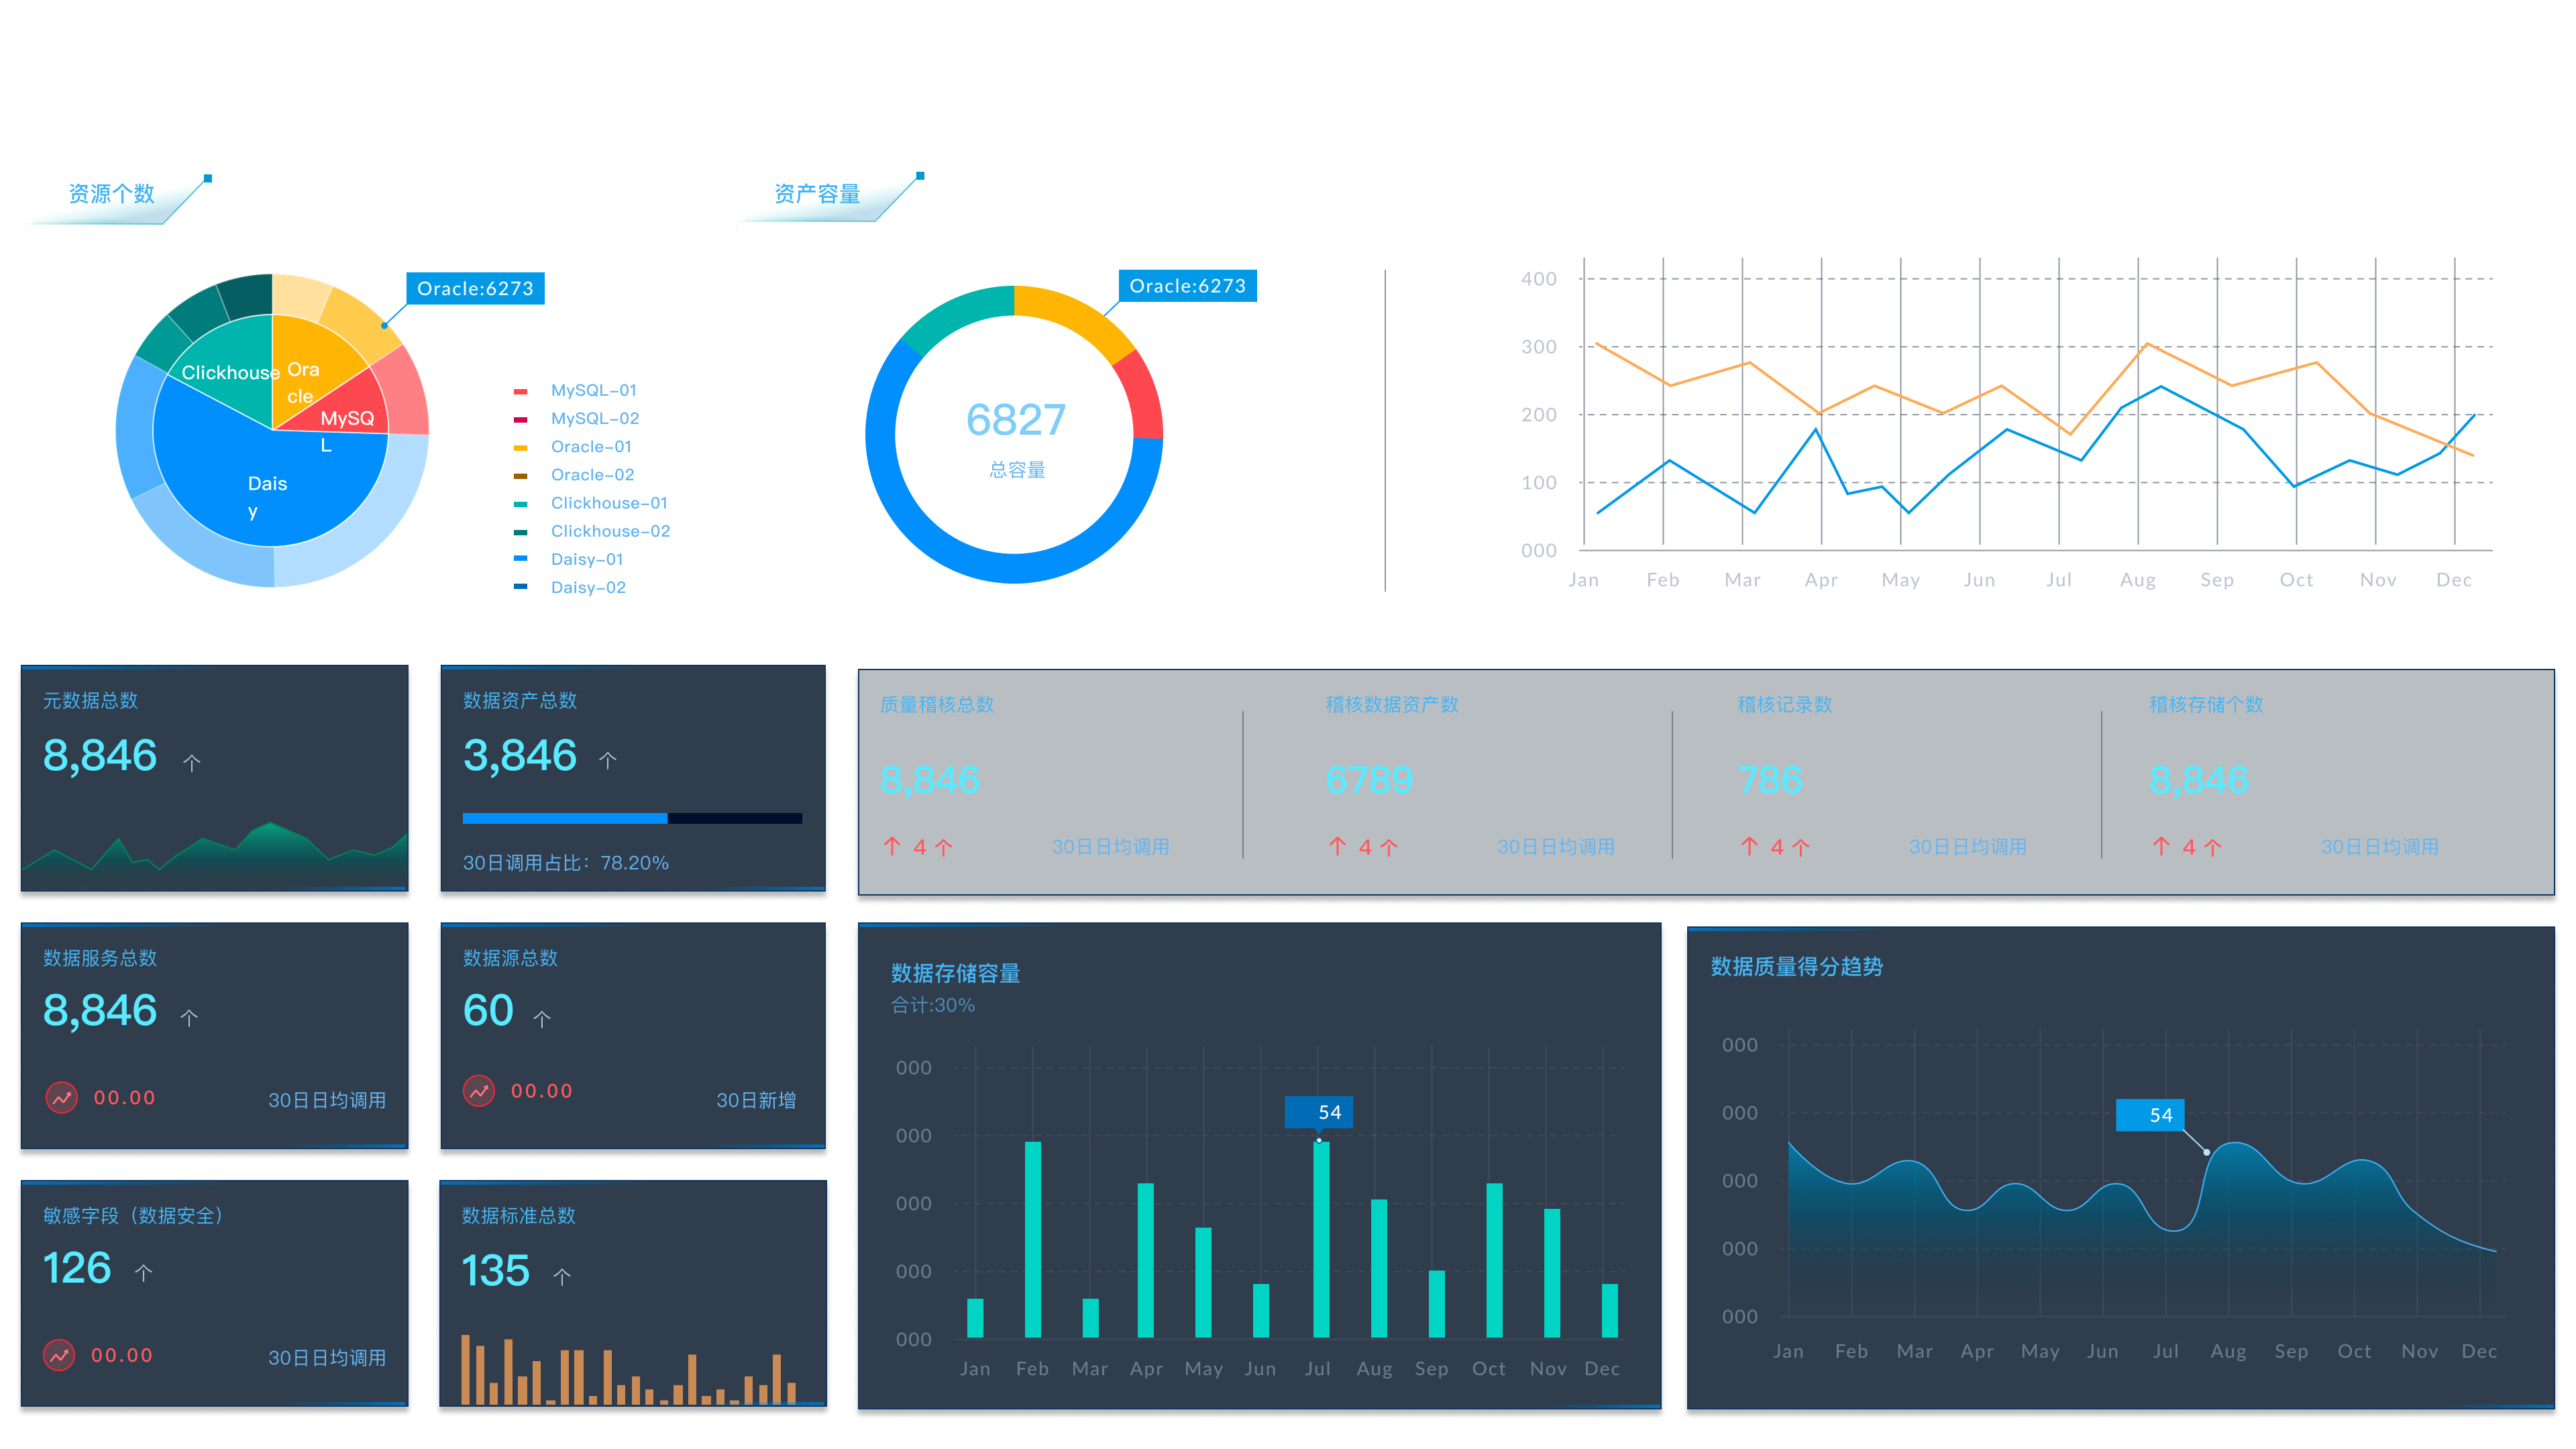 资源个数
资产容量
Oracle:6273
Clickhouse
Ora
cle
MySQ
L
Dais
y
MySQL-01
MySQL-02
Oracle-01
Oracle-02
Clickhouse-01
Clickhouse-02
Daisy-01
Daisy-02
Oracle:6273
6827
总容量
400
300
200
100
000
Jan Feb Mar Apr May Jun Jul Aug Sep Oct Nov Dec
元数据总数
8,846 个
数据资产总数
3,846 个
30日调用占比：78.20%
质量稽核总数
8,846
↑ 4 个 30日日均调用
稽核数据资产数
6789
↑ 4 个 30日日均调用
稽核记录数
786
↑ 4 个 30日日均调用
稽核存储个数
8,846
↑ 4 个 30日日均调用
数据服务总数
8,846 个
00.00 30日日均调用
数据源总数
60 个
00.00 30日新增
敏感字段（数据安全）
126 个
00.00 30日日均调用
数据标准总数
135 个
数据存储容量
合计:30%
000
000
000
000
000
54
Jan Feb Mar Apr May Jun Jul Aug Sep Oct Nov Dec
数据质量得分趋势
000
000
000
000
000
54
Jan Feb Mar Apr May Jun Jul Aug Sep Oct Nov Dec